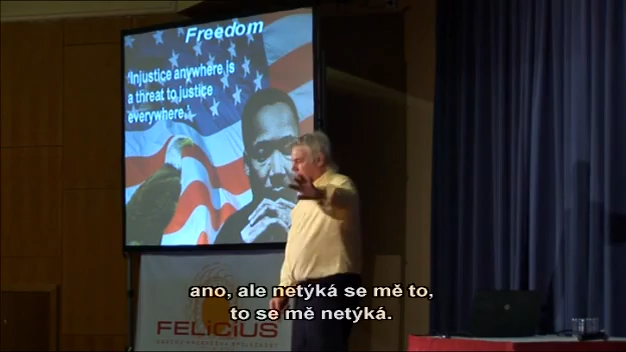 Freedom
'Injustice anywhere is
a threat to justice
everywhere.'
ano, ale netýká se mě to,
to se mě netýká.
FELICIUS